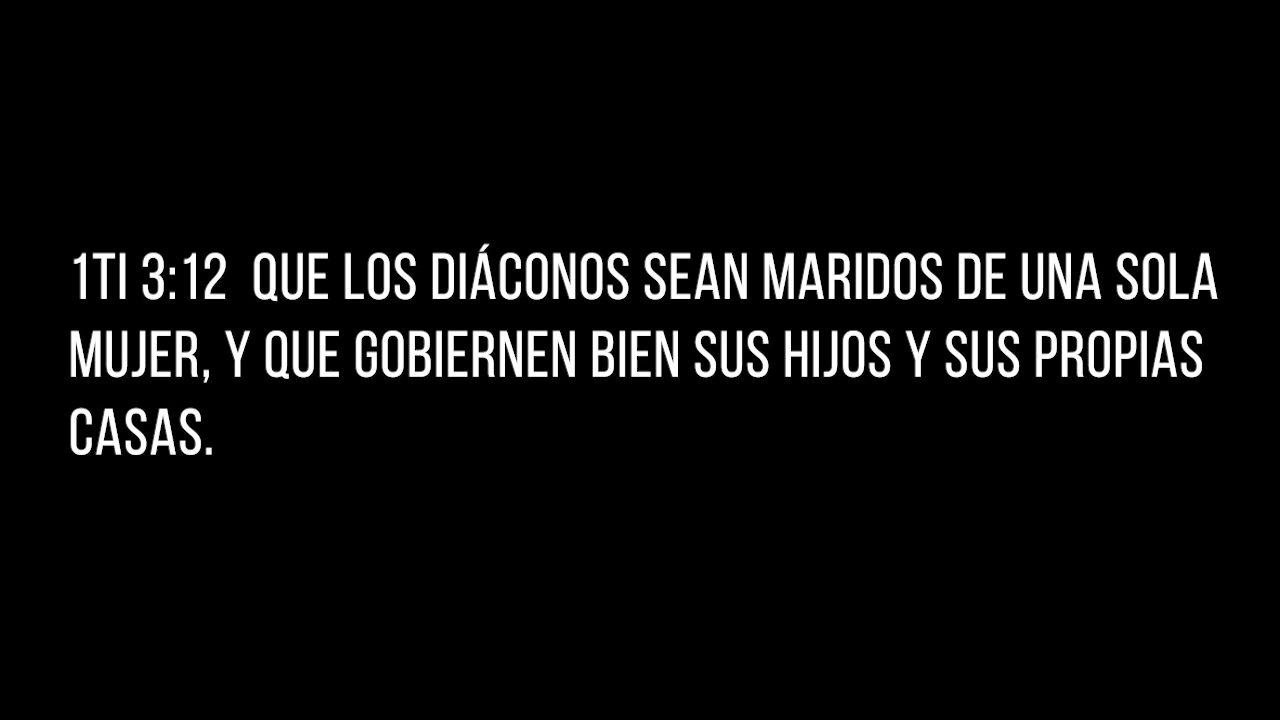 1TI 3:12  QUE LOS DIÁCONOS SEAN MARIDOS DE UNA SOLA
MUJER, Y QUE GOBIERNEN BIEN SUS HIJOS Y SUS PROPIAS
CASAS.